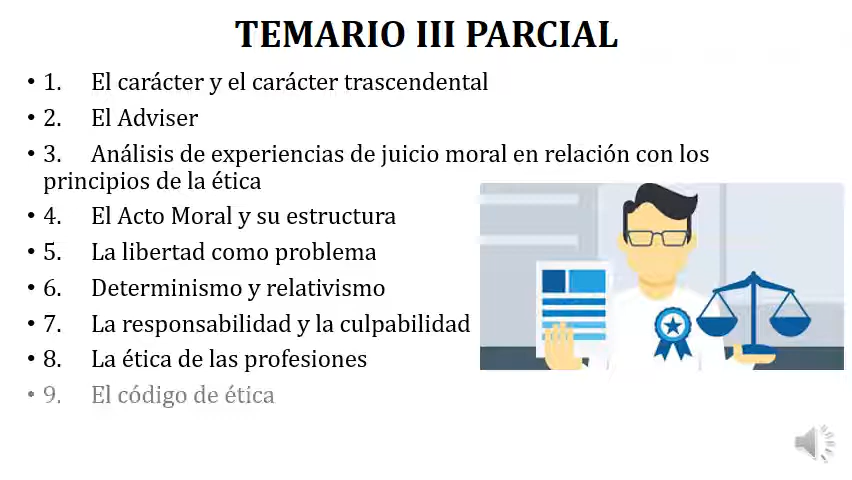 TEMARIO III PARCIAL
• 1. El carácter y el carácter trascendental
• 2. El Adviser
• 3. Análisis de experiencias de juicio moral en relación con los
principios de la ética
• 4. El Acto Moral y su estructura
• 5. La libertad como problema
• 6. Determinismo y relativismo
• 7. La responsabilidad y la culpabilidad
• 8. La ética de las profesiones
• 9. El código de ética